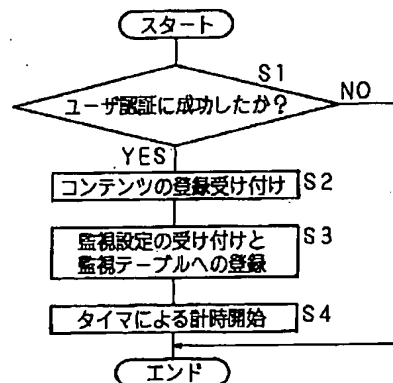 スタート
S1
ユーザ認証に成功したか?
NO
YES
コンテンツの登録受け付け
S2
監視設定の受け付けと
監視テーブルへの登録
S3
タイマによる計時開始
S4
エンド